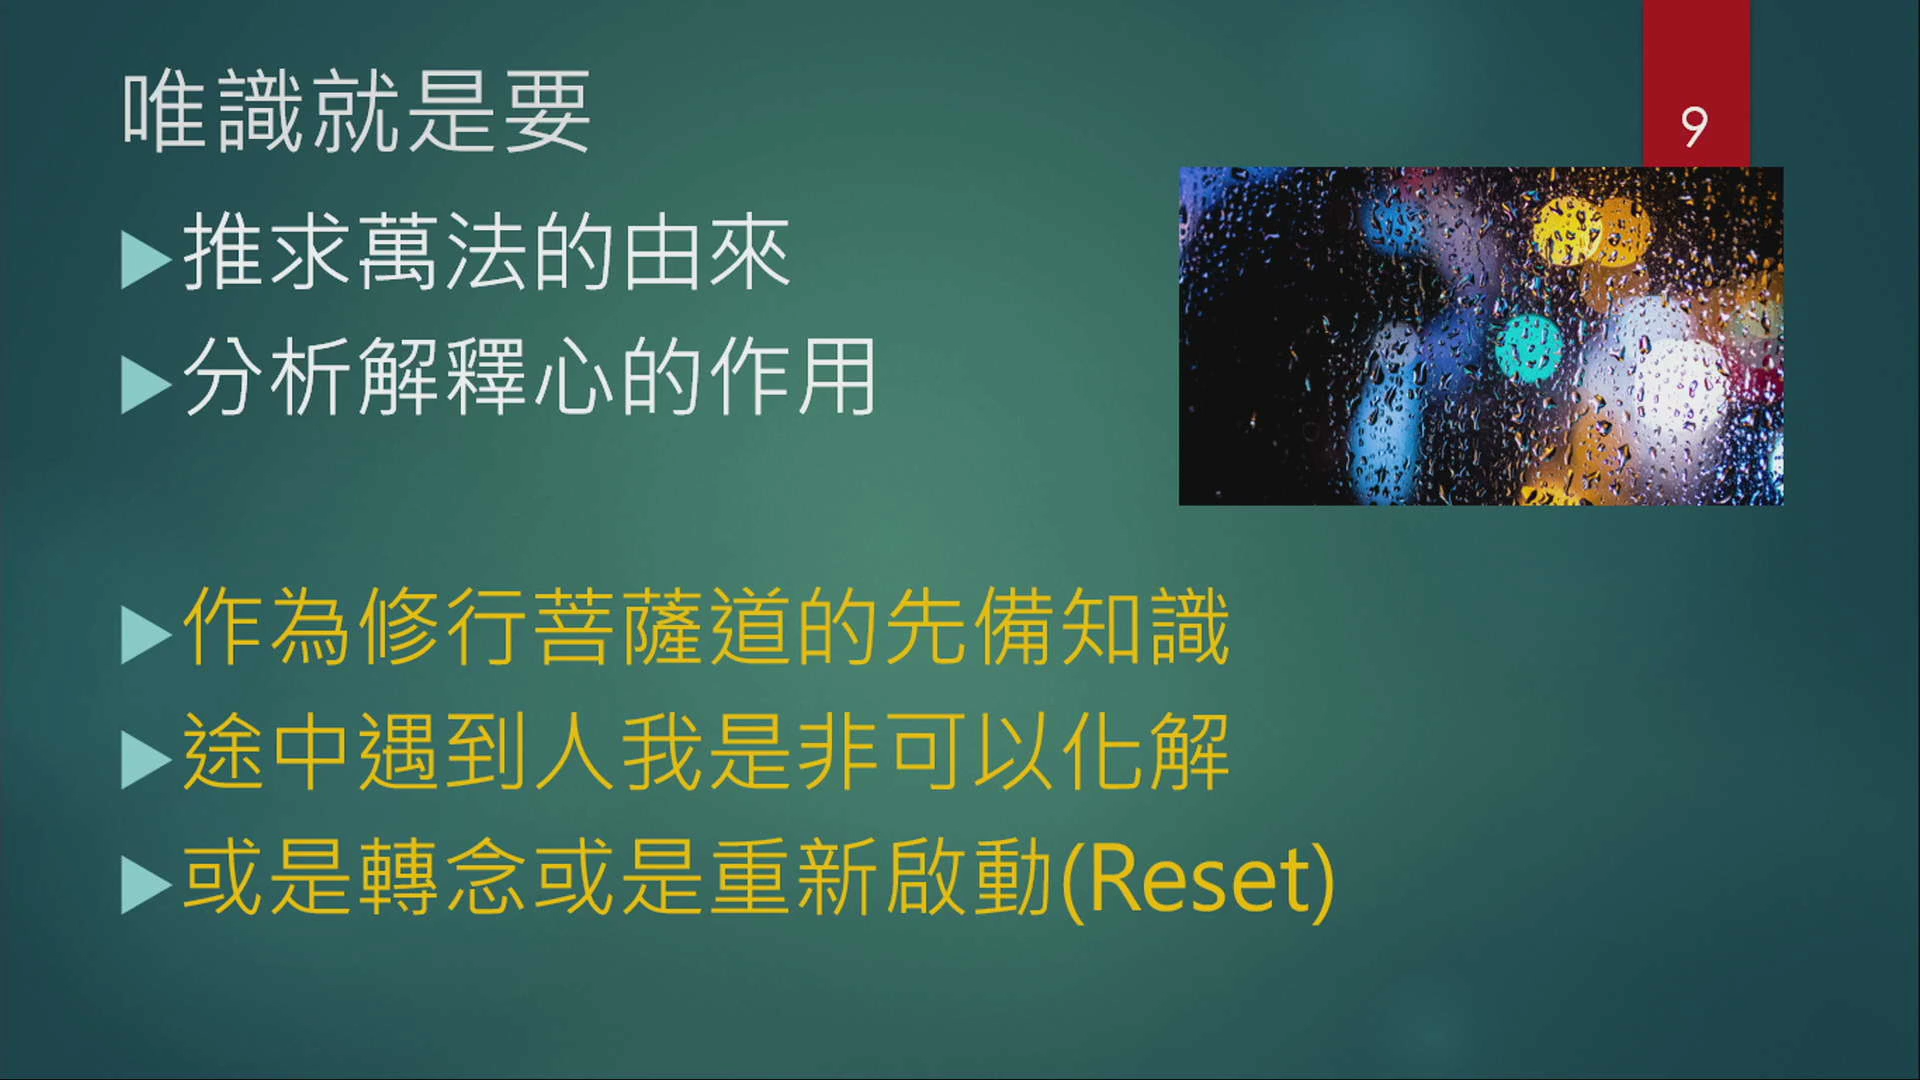 唯識就是要
9
推求萬法的由來
分析解釋心的作用
作為修行菩薩道的先備知識
途中遇到人我是非可以化解
或是轉念或是重新啟動(Reset)